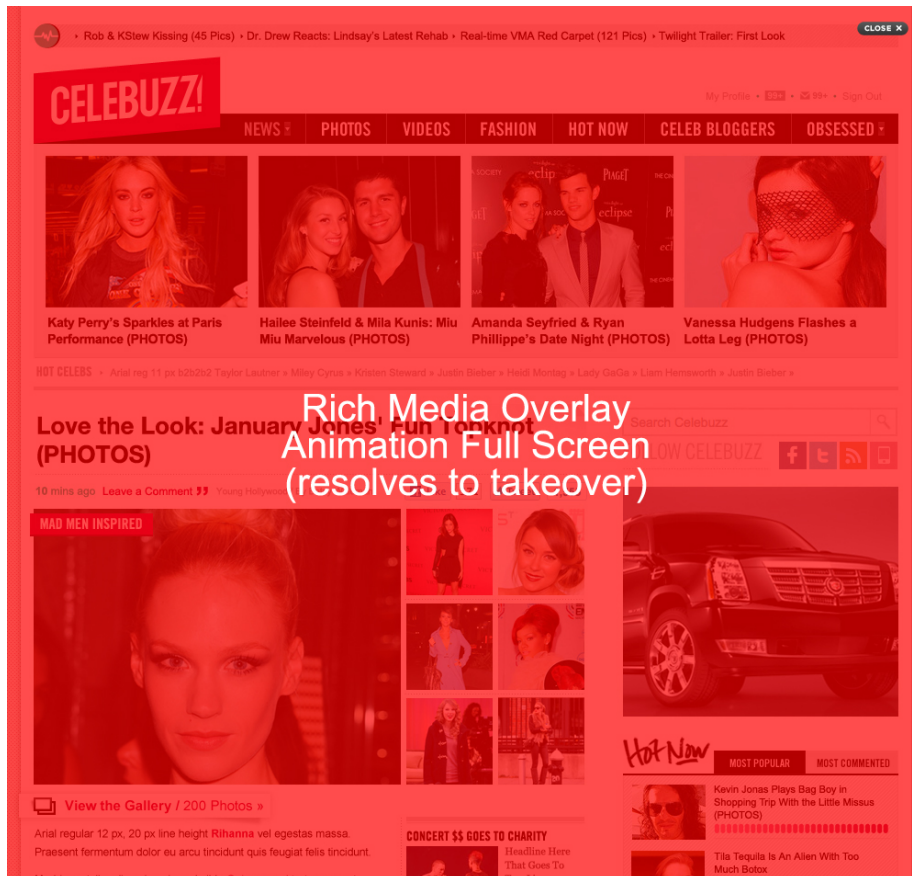 • Rob & KStew Kissing (45 Pics) • Dr. Drew Reacts: Lindsay's Latest Rehab • Real-time VMA Red Carpet (121 Pics) • Twilight Trailer: First Look
CLOSE X
CELEBUZZ!
My Profile • 99+ • 99+ • Sign Out
NEWS PHOTOS VIDEOS FASHION HOT NOW CELEB BLOGGERS OBSESSED
Katy Perry's Sparkles at Paris
Performance (PHOTOS)
Hailee Steinfeld & Mila Kunis: Miu
Miu Marvelous (PHOTOS)
Amanda Seyfried & Ryan
Phillippe's Date Night (PHOTOS)
Vanessa Hudgens Flashes a
Lotta Leg (PHOTOS)
HOT CELEBS • Arial reg 11 px b2b2b2 Taylor Lautner » Miley Cyrus » Kristen Steward » Justin Bieber » Heidi Montag » Lady GaGa » Liam Hemsworth » Justin Bieber »
Rich Media Overlay
Animation Full Screen
(resolves to takeover)
Love the Look: January Jones' Fun Topknot
(PHOTOS)
10 mins ago Leave a Comment Young Hollywood
Search Celebuzz
FOLLOW CELEBUZZ
MAD MEN INSPIRED
View the Gallery / 200 Photos »
Arial regular 12 px, 20 px line height Rihanna vel egestas massa.
Praesent fermentum dolor eu arcu tincidunt quis feugiat felis tincidunt.
CONCERT $$ GOES TO CHARITY
Headline Here
That Goes To
Hot Now
MOST POPULAR MOST COMMENTED
Kevin Jonas Plays Bag Boy in
Shopping Trip With the Little Missus
(PHOTOS)
Tila Tequila Is An Alien With Too
Much Botox